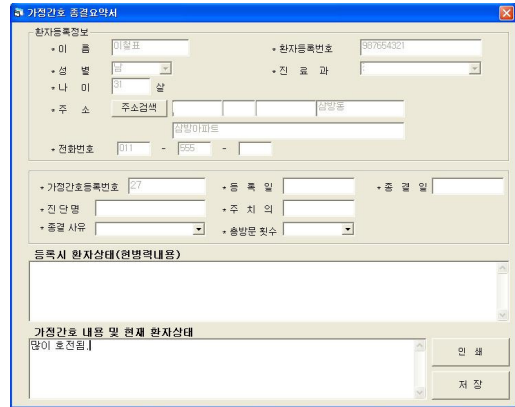 가정간호 종결요약서
환자등록정보
* 이 름 이철표 * 환자등록번호 987654321
* 성 별 남 * 진 료 과 :
* 나 이 31 살
* 주 소 주소검색 삼방동
삼방아파트
* 전화번호 011 - 555 -
* 가정간호등록번호 27 * 등 록 일 * 종 결 일
* 진단명 * 주 치 의
* 종결 사유 * 총방문 횟수
등록시 환자상태(현병력내용)
가정간호 내용 및 현재 환자상태
많이 호전됨.
인 쇄
저 장